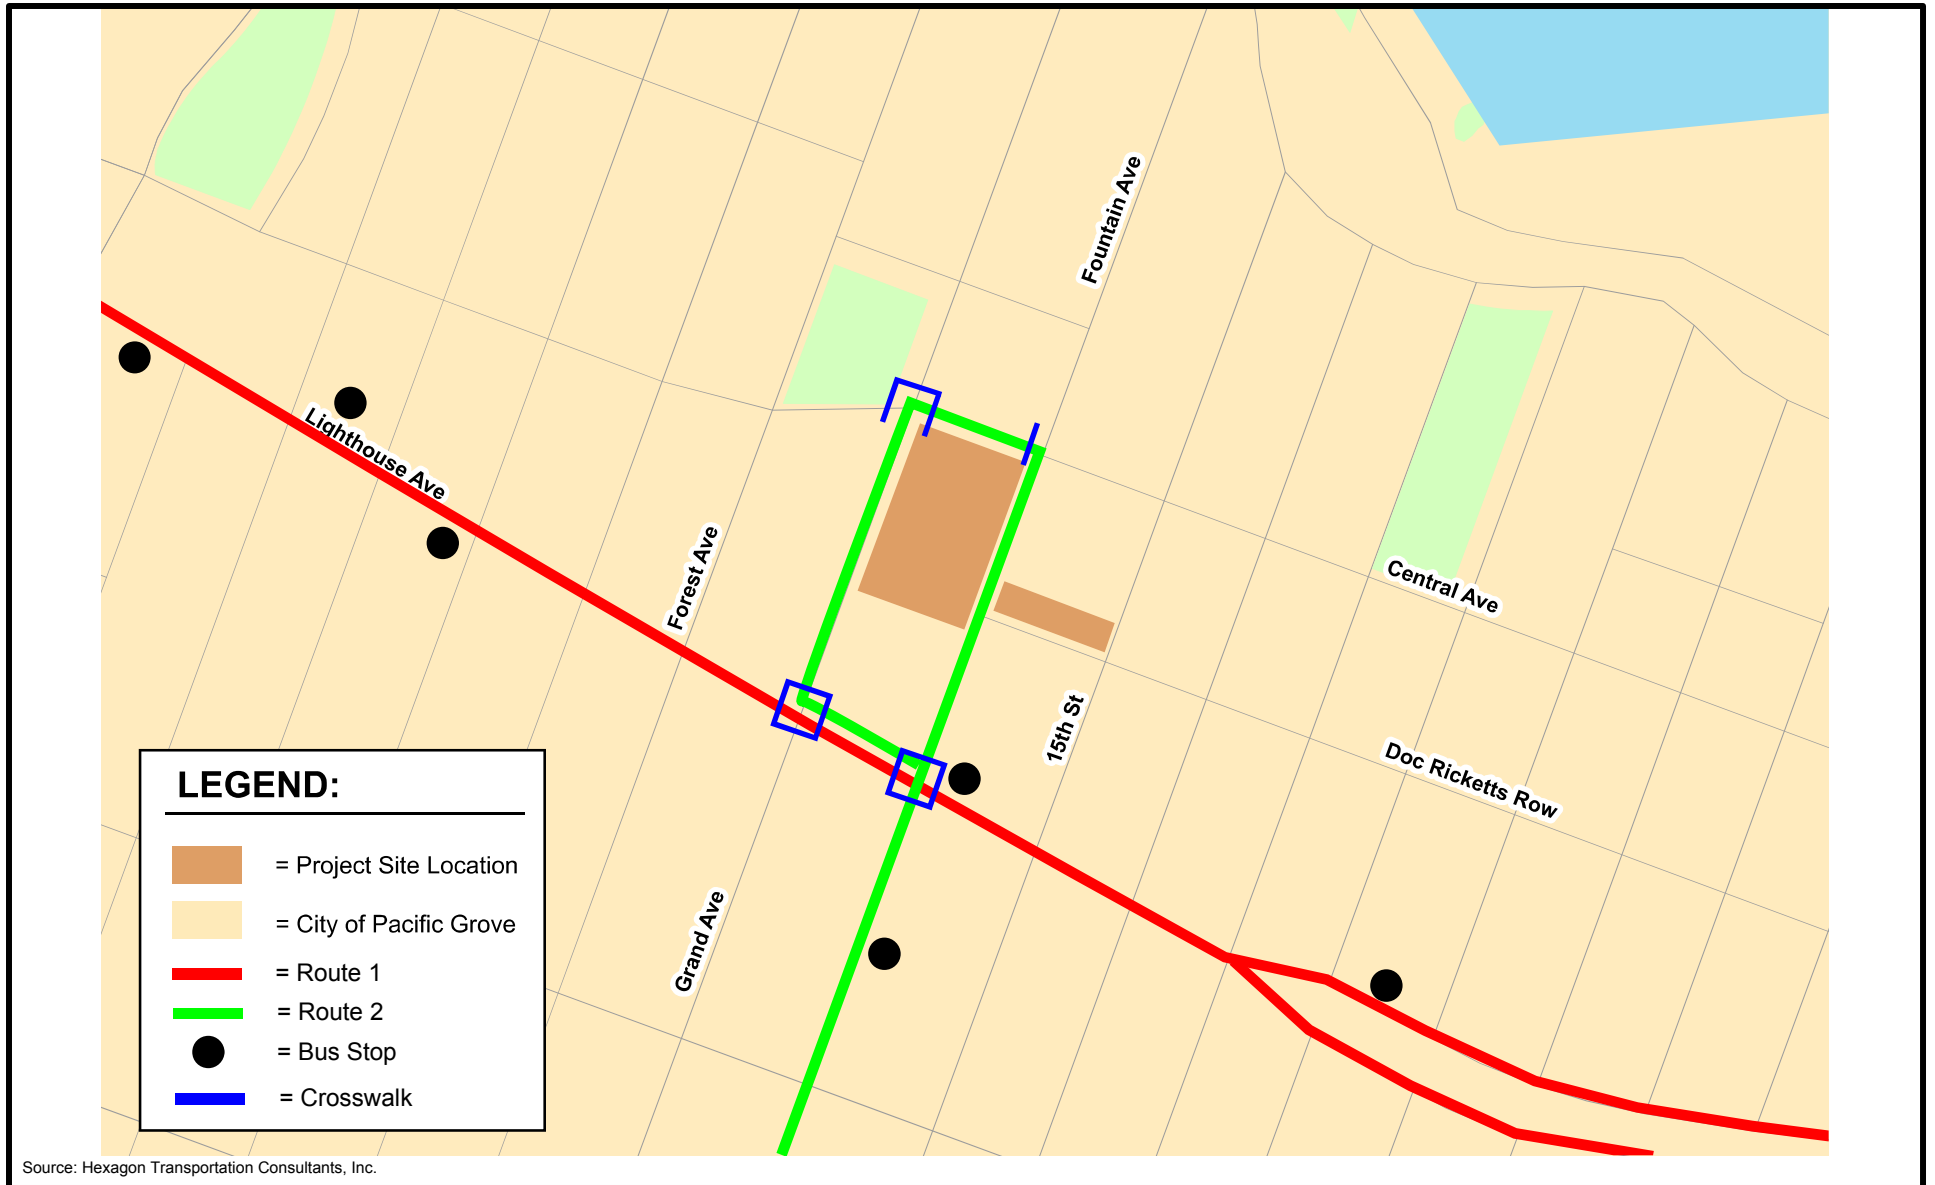 Fountain Ave
Lighthouse Ave
Forest Ave
Central Ave
15th St
Doc Ricketts Row
Grand Ave
LEGEND:
= Project Site Location
= City of Pacific Grove
= Route 1
= Route 2
= Bus Stop
= Crosswalk
Source: Hexagon Transportation Consultants, Inc.